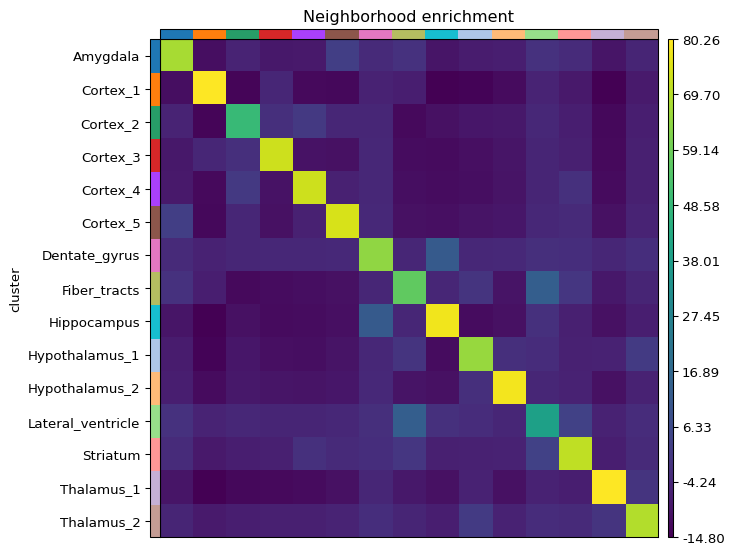 Neighborhood enrichment
Amygdala
Cortex_1
Cortex_2
Cortex_3
Cortex_4
Cortex_5
Dentate_gyrus
Fiber_tracts
Hippocampus
Hypothalamus_1
Hypothalamus_2
Lateral_ventricle
Striatum
Thalamus_1
Thalamus_2
cluster
80.26
69.70
59.14
48.58
38.01
27.45
16.89
6.33
-4.24
-14.80